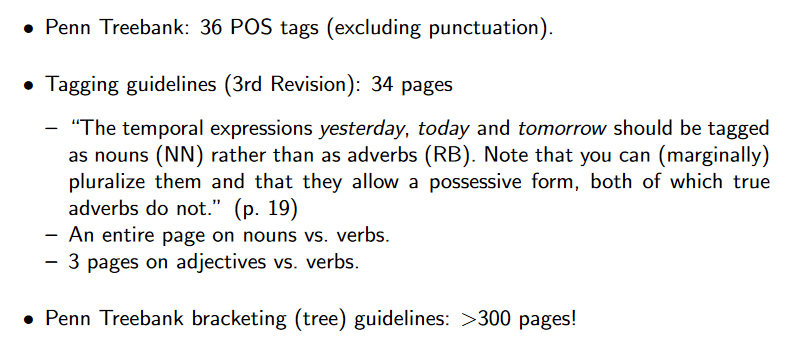 • Penn Treebank: 36 POS tags (excluding punctuation).
• Tagging guidelines (3rd Revision): 34 pages
– “The temporal expressions yesterday, today and tomorrow should be tagged
as nouns (NN) rather than as adverbs (RB). Note that you can (marginally)
pluralize them and that they allow a possessive form, both of which true
adverbs do not.” (p. 19)
– An entire page on nouns vs. verbs.
– 3 pages on adjectives vs. verbs.
• Penn Treebank bracketing (tree) guidelines: >300 pages!